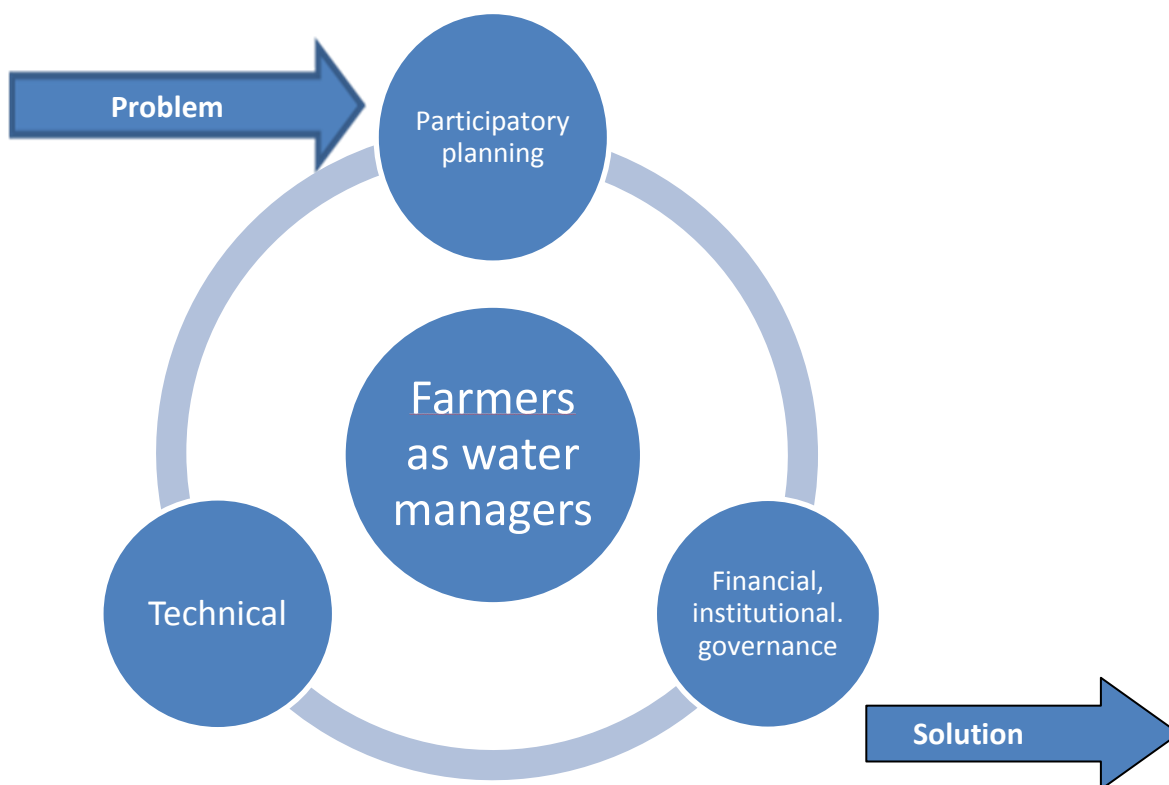 Problem
Participatory
planning
Farmers
as water
managers
Technical
Financial,
institutional.
governance
Solution